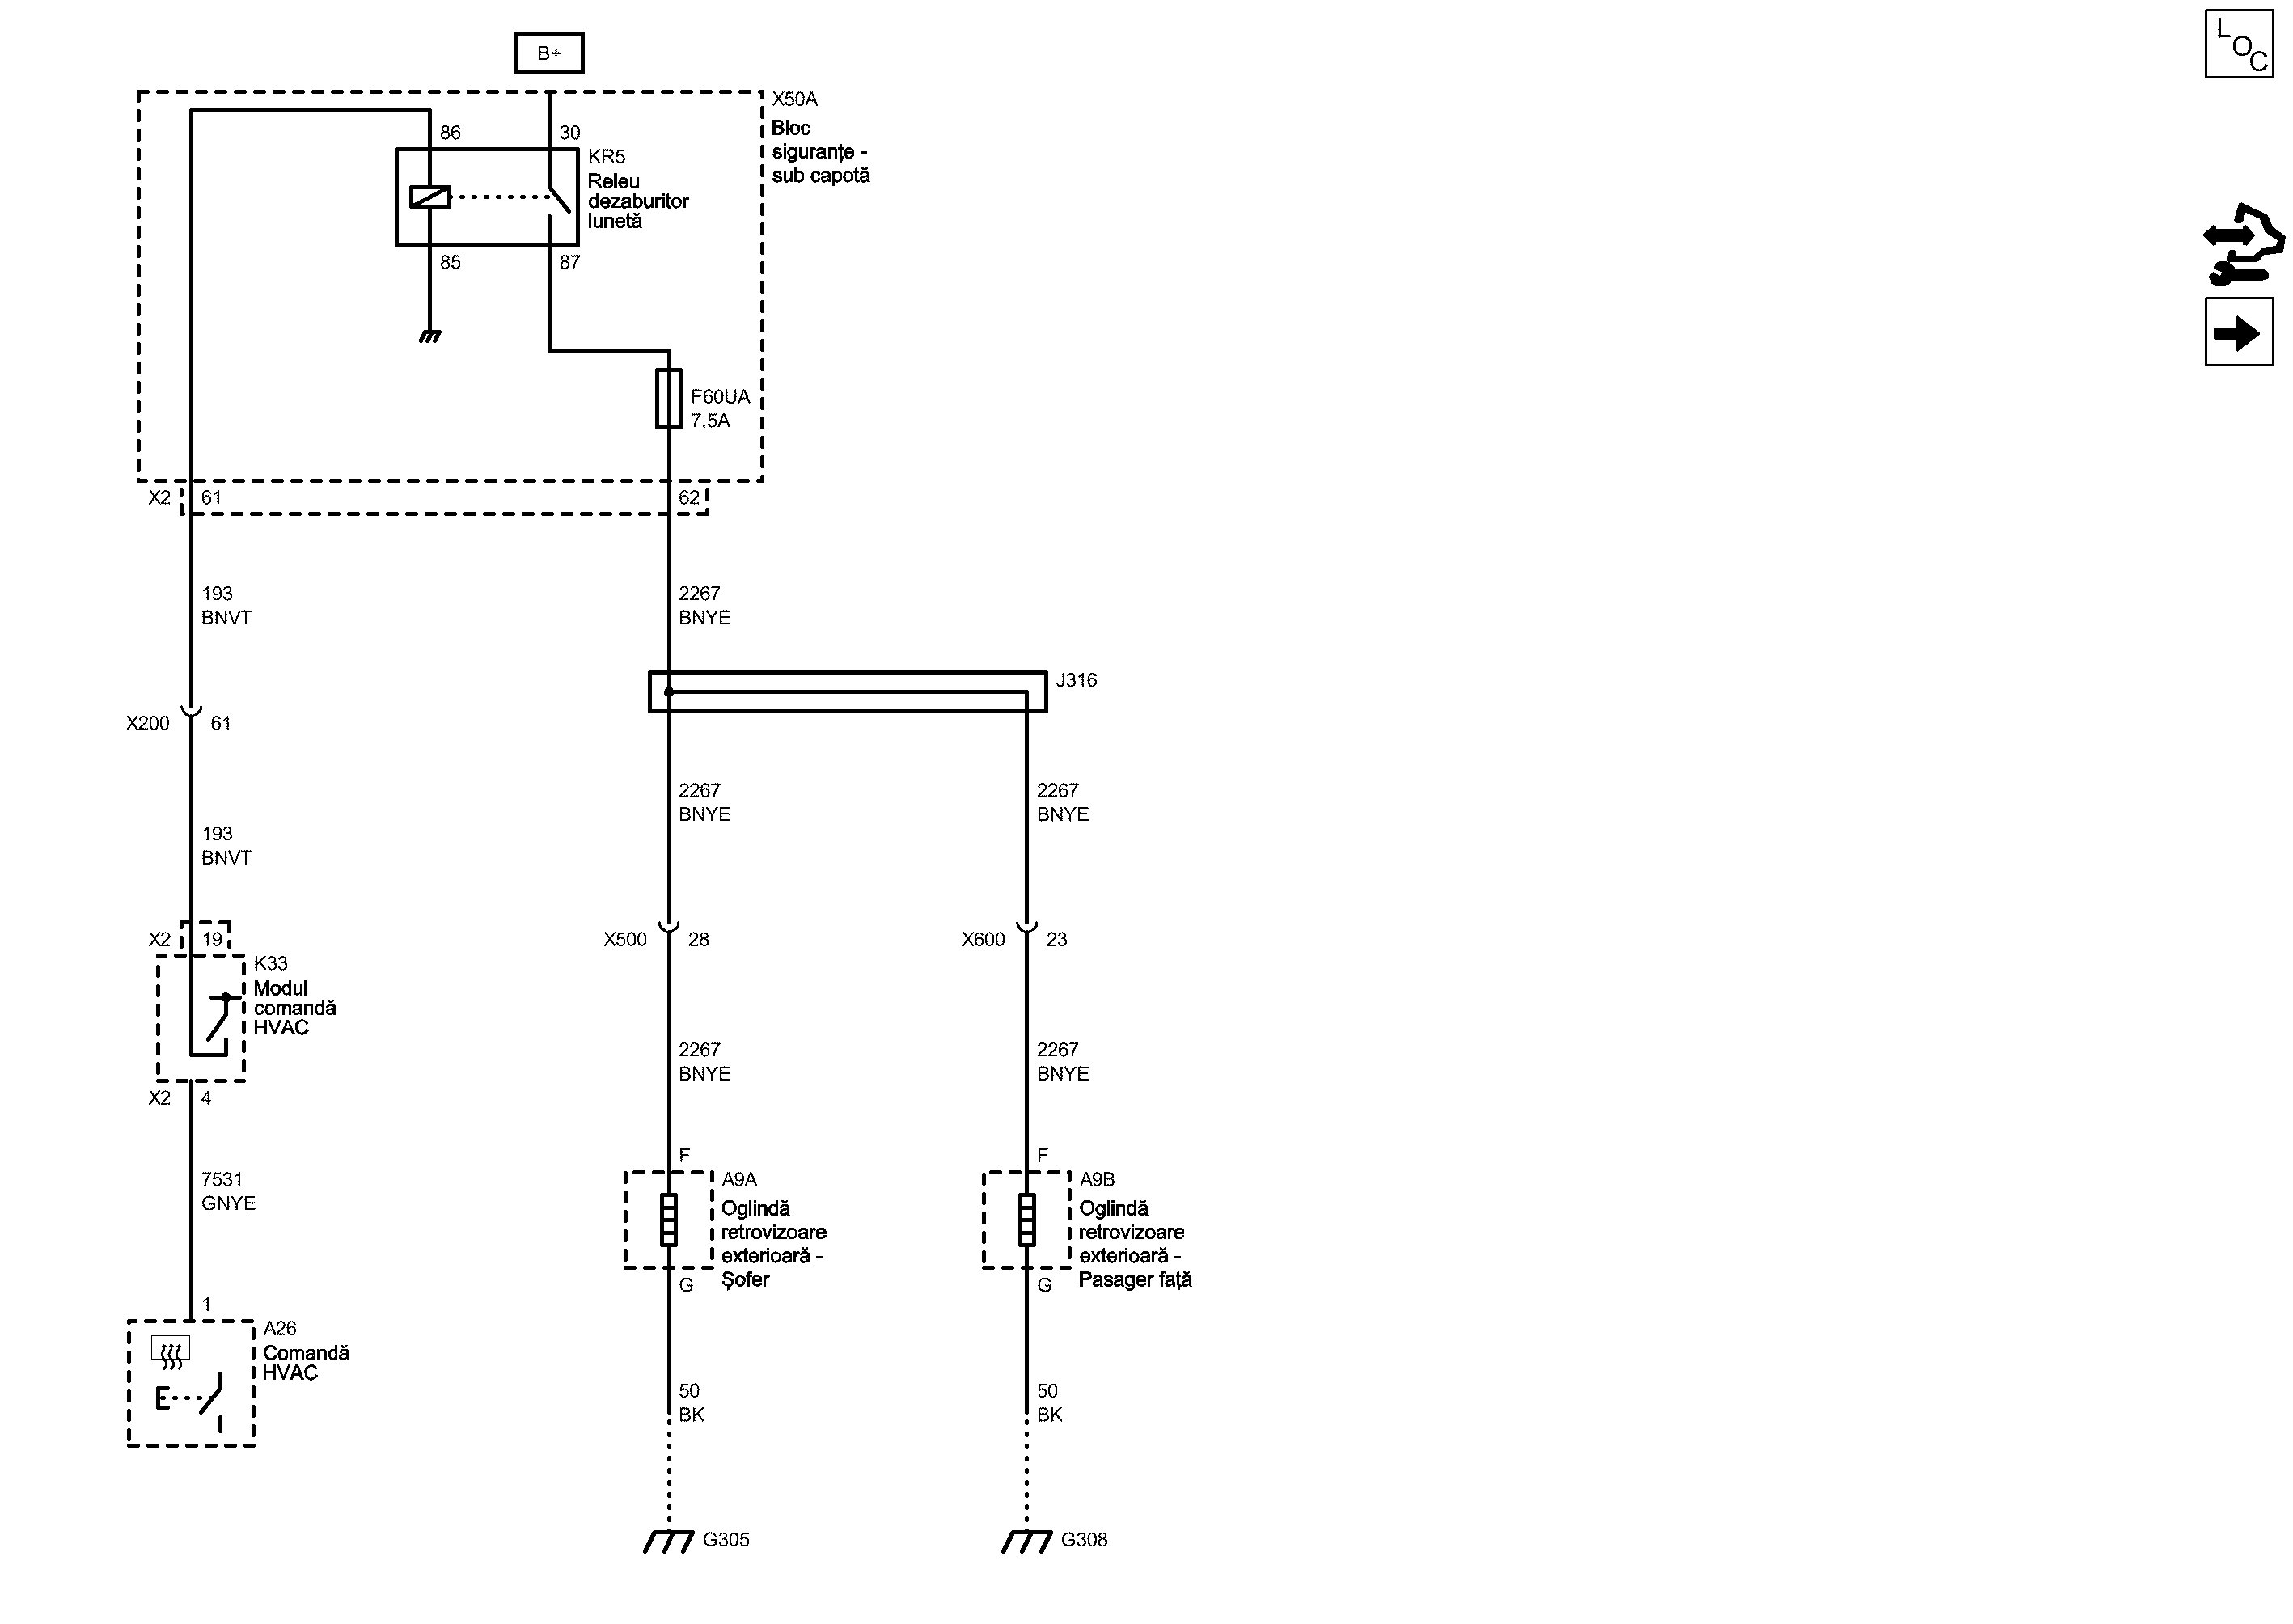 B+
LOC
X50A
Bloc
siguranțe -
sub capotă
86
30
KR5
Releu
dezaburitor
lunetă
85
87
F60UA
7.5A
X2
61
62
193
BNVT
2267
BNYE
J316
X200
61
2267
BNYE
2267
BNYE
193
BNVT
X2
19
X500
28
X600
23
K33
Modul
comandă
HVAC
2267
BNYE
2267
BNYE
X2
4
F
F
7531
GNYE
A9A
Oglindă
retrovizoare
exterioară -
Șofer
A9B
Oglindă
retrovizoare
exterioară -
Pasager față
G
G
1
A26
Comandă
HVAC
50
BK
50
BK
G305
G308